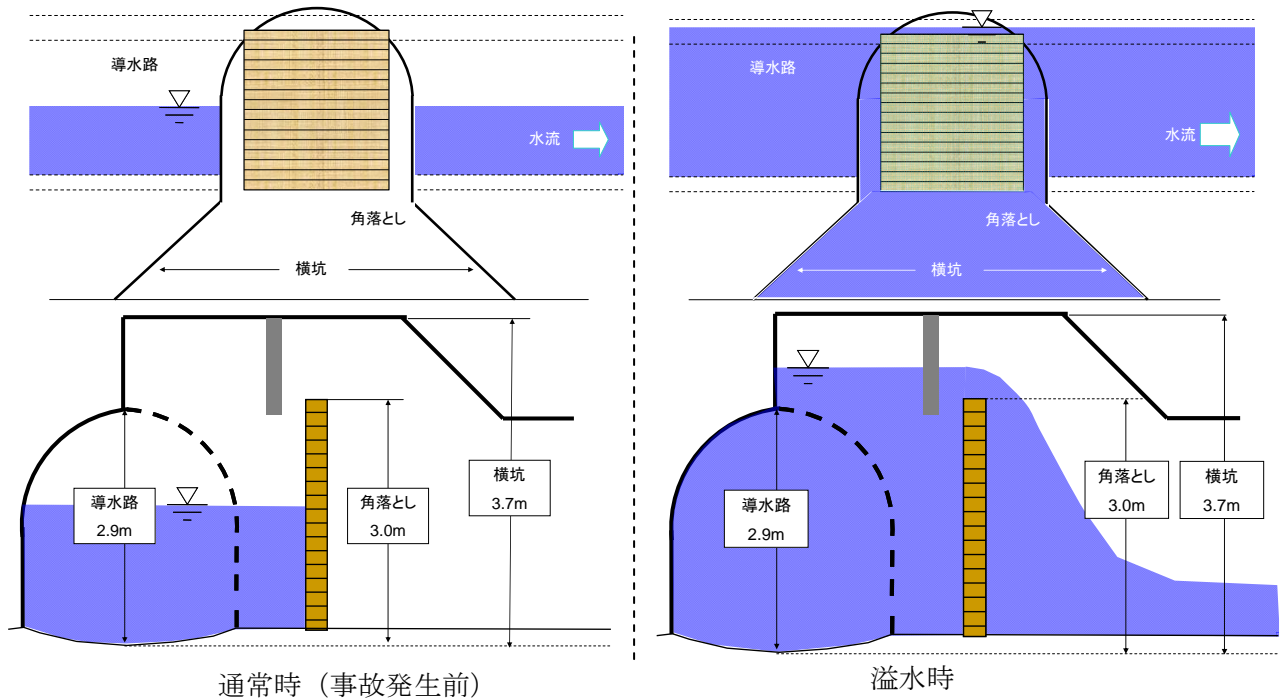 導水路
水流
角落とし
横坑
導水路
2.9m
角落とし
3.0m
横坑
3.7m
通常時（事故発生前）
導水路
水流
角落とし
横坑
導水路
2.9m
角落とし
3.0m
横坑
3.7m
溢水時